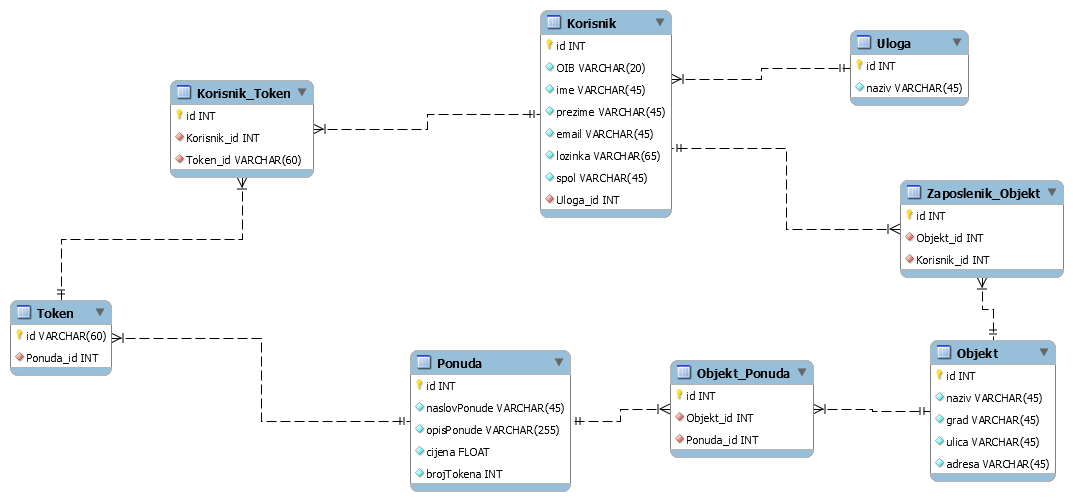 Korisnik
id INT
OIB VARCHAR(20)
ime VARCHAR(45)
prezime VARCHAR(45)
email VARCHAR(45)
lozinka VARCHAR(65)
spol VARCHAR(45)
Uloga_id INT
Uloga
id INT
naziv VARCHAR(45)
Korisnik_Token
id INT
Korisnik_id INT
Token_id VARCHAR(60)
Zaposlenik_Objekt
id INT
Objekt_id INT
Korisnik_id INT
Token
id VARCHAR(60)
Ponuda_id INT
Ponuda
id INT
naslovPonude VARCHAR(45)
opisPonude VARCHAR(255)
cijena FLOAT
brojTokena INT
Objekt_Ponuda
id INT
Objekt_id INT
Ponuda_id INT
Objekt
id INT
naziv VARCHAR(45)
grad VARCHAR(45)
ulica VARCHAR(45)
adresa VARCHAR(45)